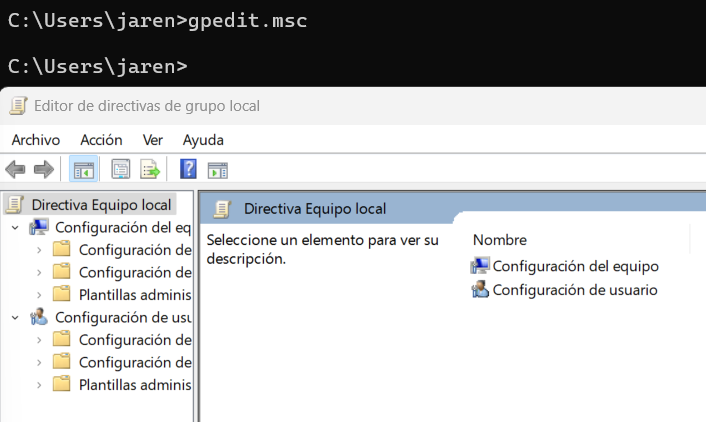 C:\Users\jaren>gpedit.msc
C:\Users\jaren>
Editor de directivas de grupo local
Archivo Acción Ver Ayuda
Directiva Equipo local
Configuración del eq
Configuración de
Configuración de
Plantillas adminis
Configuración de usu
Configuración de
Configuración de
Plantillas adminis
Directiva Equipo local
Seleccione un elemento para ver su
descripción.
Nombre
Configuración del equipo
Configuración de usuario